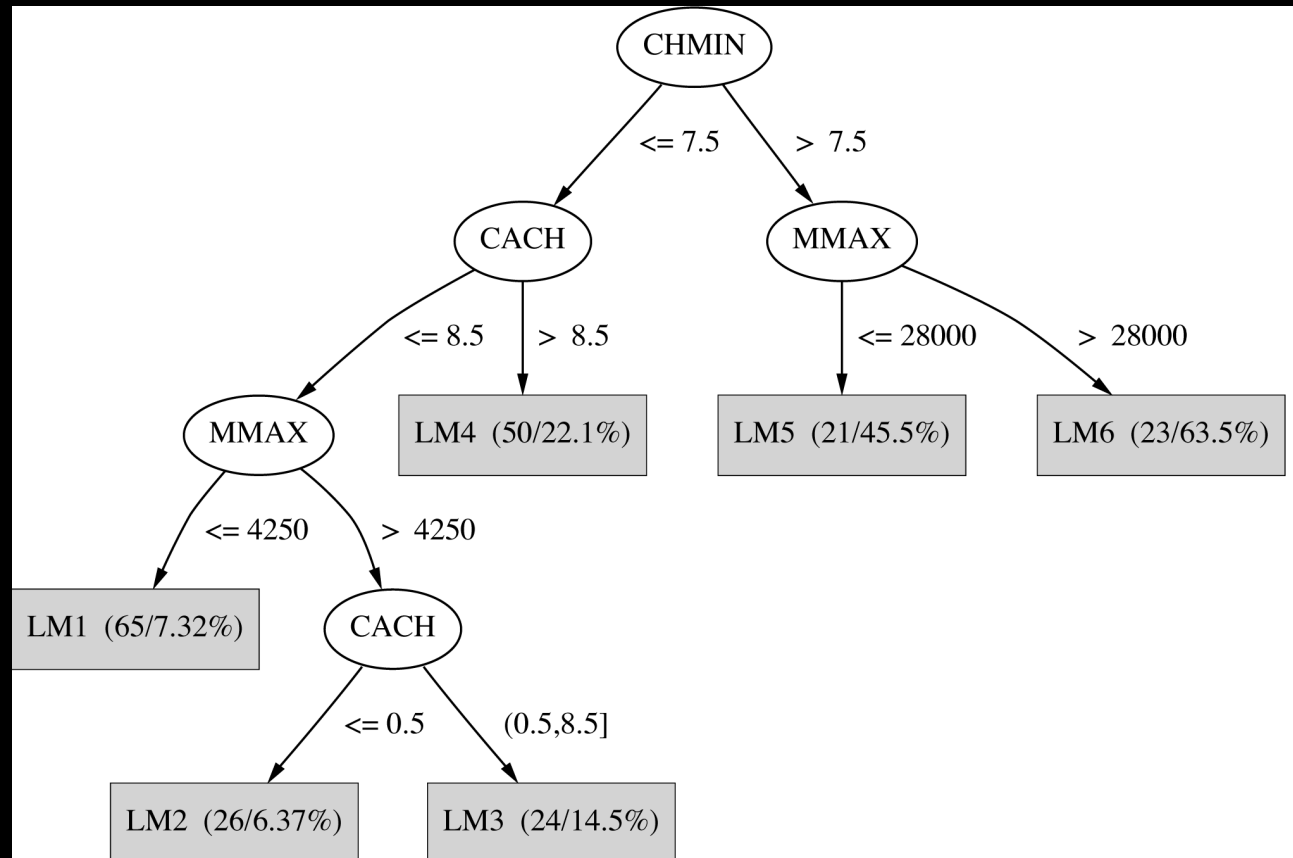 CHMIN
<= 7.5
> 7.5
CACH
MMAX
<= 8.5
> 8.5
<= 28000
> 28000
MMAX
LM4 (50/22.1%)
LM5 (21/45.5%)
LM6 (23/63.5%)
<= 4250
> 4250
LM1 (65/7.32%)
CACH
<= 0.5
(0.5,8.5]
LM2 (26/6.37%)
LM3 (24/14.5%)